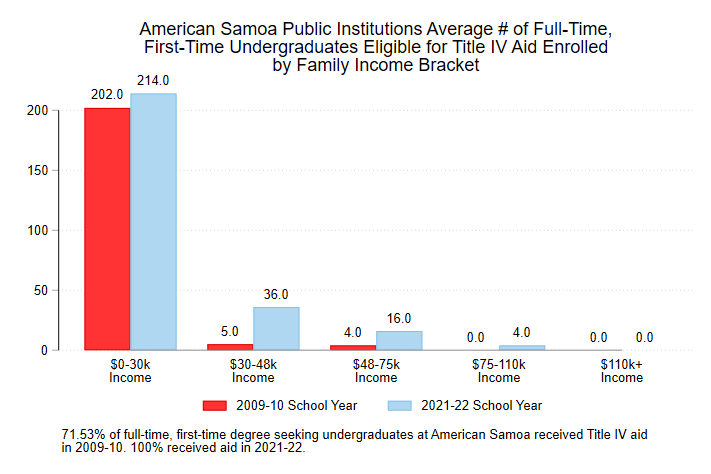 American Samoa Public Institutions Average # of Full-Time,
First-Time Undergraduates Eligible for Title IV Aid Enrolled
by Family Income Bracket
214.0
202.0
200
150
100
50
0
36.0
5.0
16.0
4.0
4.0
0.0
0.0
0.0
$0-30k
Income
$30-48k
Income
$48-75k
Income
$75-110k
Income
$110k+
Income
2009-10 School Year
2021-22 School Year
71.53% of full-time, first-time degree seeking undergraduates at American Samoa received Title IV aid
in 2009-10. 100% received aid in 2021-22.